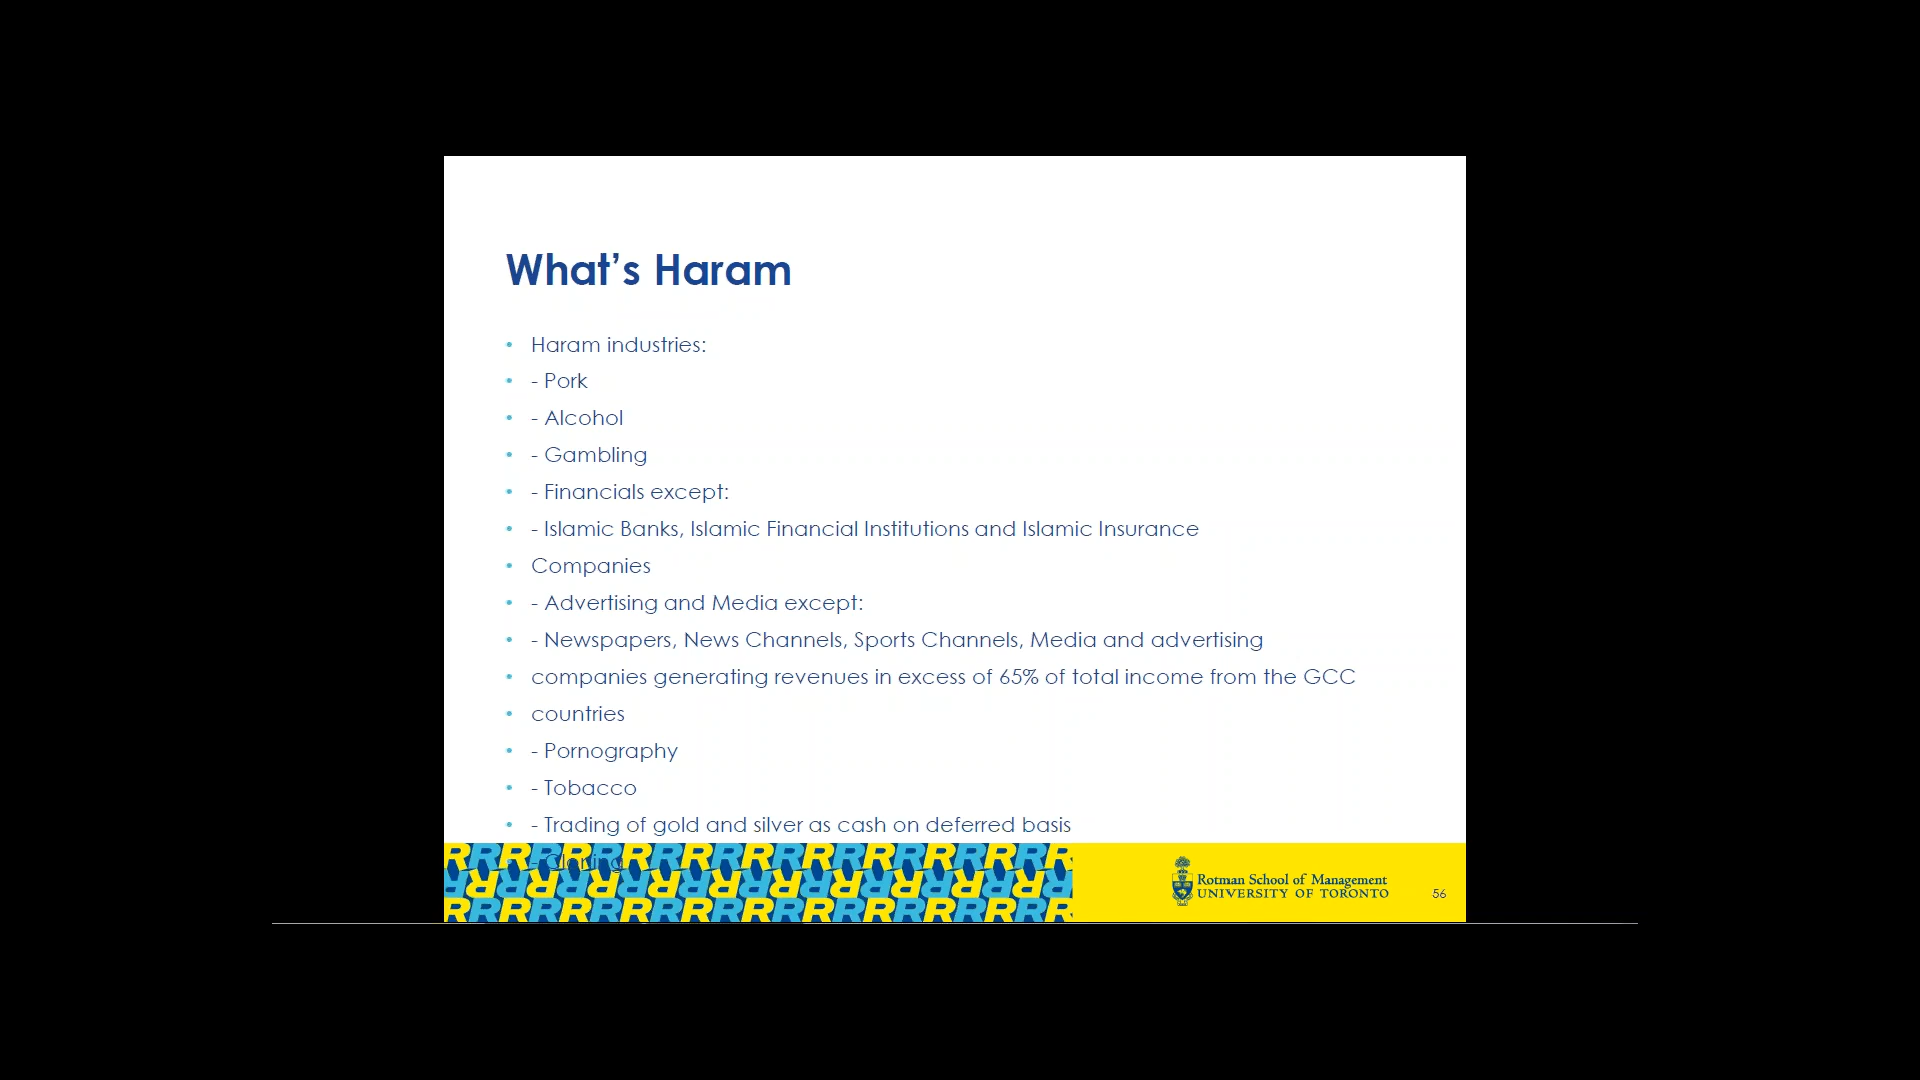 What's Haram
• Haram industries:
• - Pork
• - Alcohol
• - Gambling
• - Financials except:
• - Islamic Banks, Islamic Financial Institutions and Islamic Insurance
• Companies
• - Advertising and Media except:
• - Newspapers, News Channels, Sports Channels, Media and advertising
• companies generating revenues in excess of 65% of total income from the GCC
• countries
• - Pornography
• - Tobacco
• - Trading of gold and silver as cash on deferred basis
• - Cloning
Rotman School of Management
UNIVERSITY OF TORONTO
56